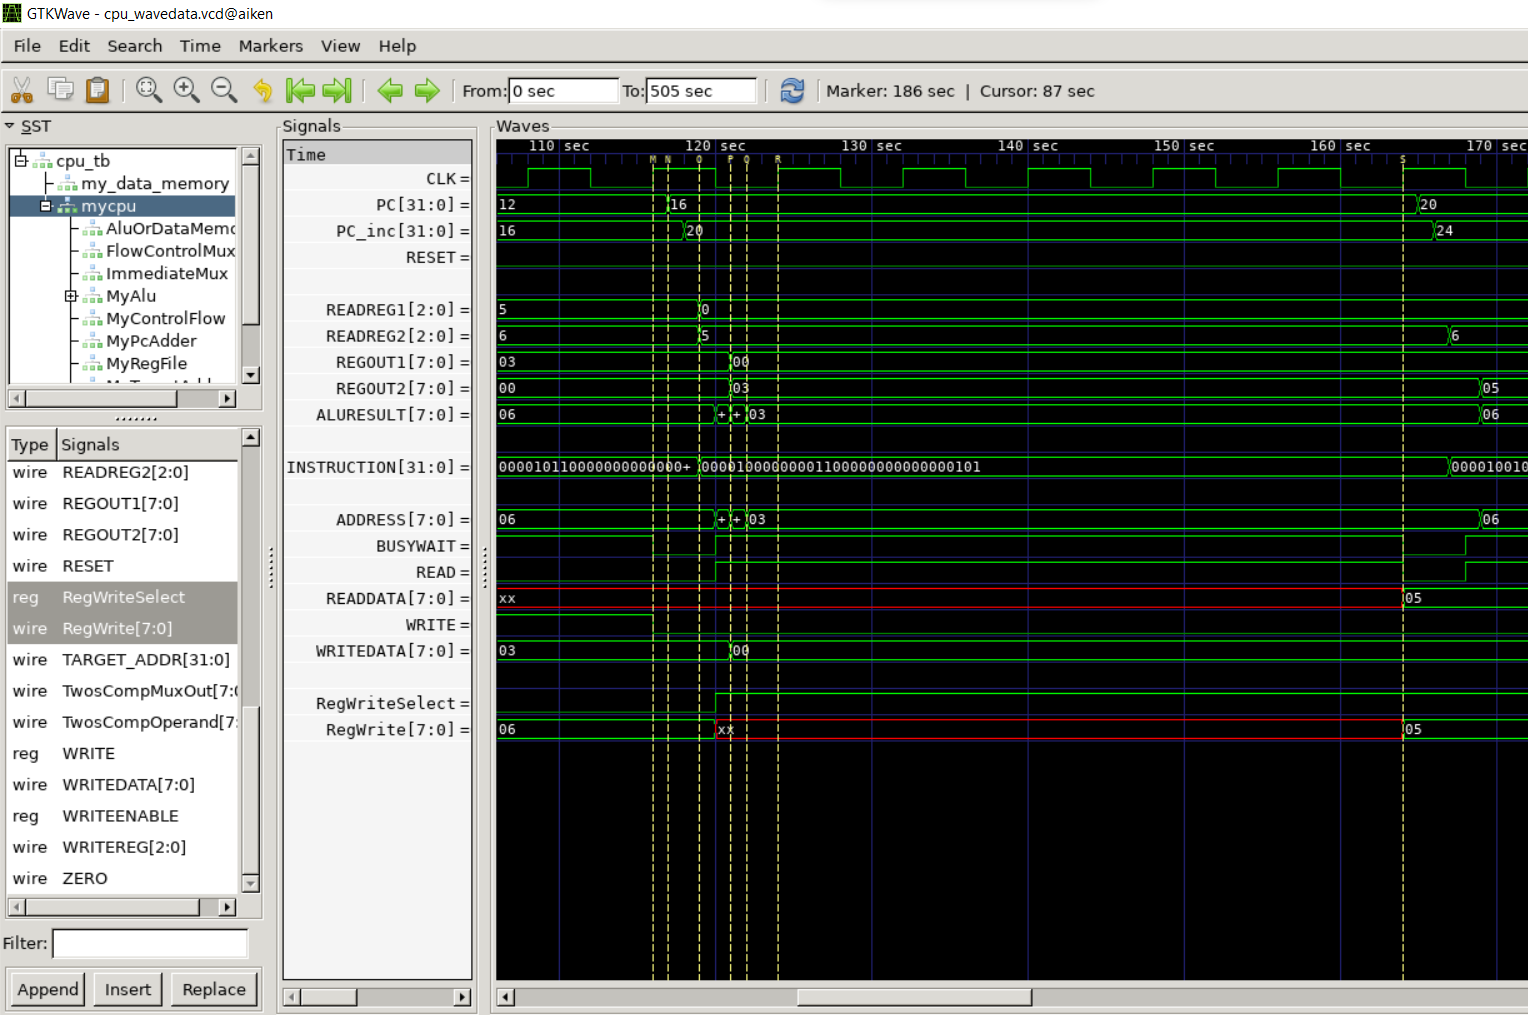 GTKWave - cpu_wavedata.vcd@aiken
File Edit Search Time Markers View Help
From: 0 sec To: 505 sec Marker: 186 sec | Cursor: 87 sec
SST
cpu_tb
my_data_memory
mycpu
AluOrDataMemo
FlowControlMux
ImmediateMux
MyAlu
MyControlFlow
MyPcAdder
MyRegFile
Type Signals
wire READREG2[2:0]
wire REGOUT1[7:0]
wire REGOUT2[7:0]
wire RESET
reg RegWriteSelect
wire RegWrite[7:0]
wire TARGET_ADDR[31:0]
wire TwosCompMuxOut[7:0
wire TwosCompOperand[7:
reg WRITE
wire WRITEDATA[7:0]
reg WRITEENABLE
wire WRITEREG[2:0]
wire ZERO
Filter:
Append Insert Replace
Signals
Time
CLK =
PC[31:0] =
PC_inc[31:0] =
RESET =
READREG1[2:0] =
READREG2[2:0] =
REGOUT1[7:0] =
REGOUT2[7:0] =
ALURESULT[7:0] =
INSTRUCTION[31:0] =
ADDRESS[7:0] =
BUSYWAIT =
READ =
READDATA[7:0] =
WRITE =
WRITEDATA[7:0] =
RegWriteSelect =
RegWrite[7:0] =
Waves
110 sec 120 sec 130 sec 140 sec 150 sec 160 sec 170 sec
M N O P Q R S
12 16 20
16 20 24
5 0
6 5 6
03 00
00 03 05
06 + + 03 06
000010110000000000000+ 00001000000001100000000000000101 000010010
06 + + 03 06
xx 05
03 00
06 xx 05